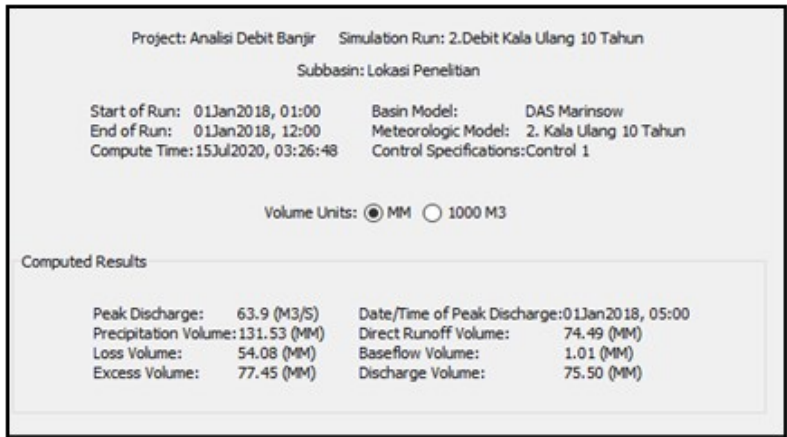 Project: Analisi Debit Banjir Simulation Run: 2.Debit Kala Ulang 10 Tahun
Subbasin: Lokasi Penelitian
Start of Run: 01Jan2018, 01:00 Basin Model: DAS Marinsow
End of Run: 01Jan2018, 12:00 Meteorologic Model: 2. Kala Ulang 10 Tahun
Compute Time:15Jul2020, 03:26:48 Control Specifications:Control 1
Volume Units: MM 1000 M3
Computed Results
Peak Discharge: 63.9 (M3/S) Date/Time of Peak Discharge:01Jan2018, 05:00
Precipitation Volume:131.53 (MM) Direct Runoff Volume: 74.49 (MM)
Loss Volume: 54.08 (MM) Baseflow Volume: 1.01 (MM)
Excess Volume: 77.45 (MM) Discharge Volume: 75.50 (MM)